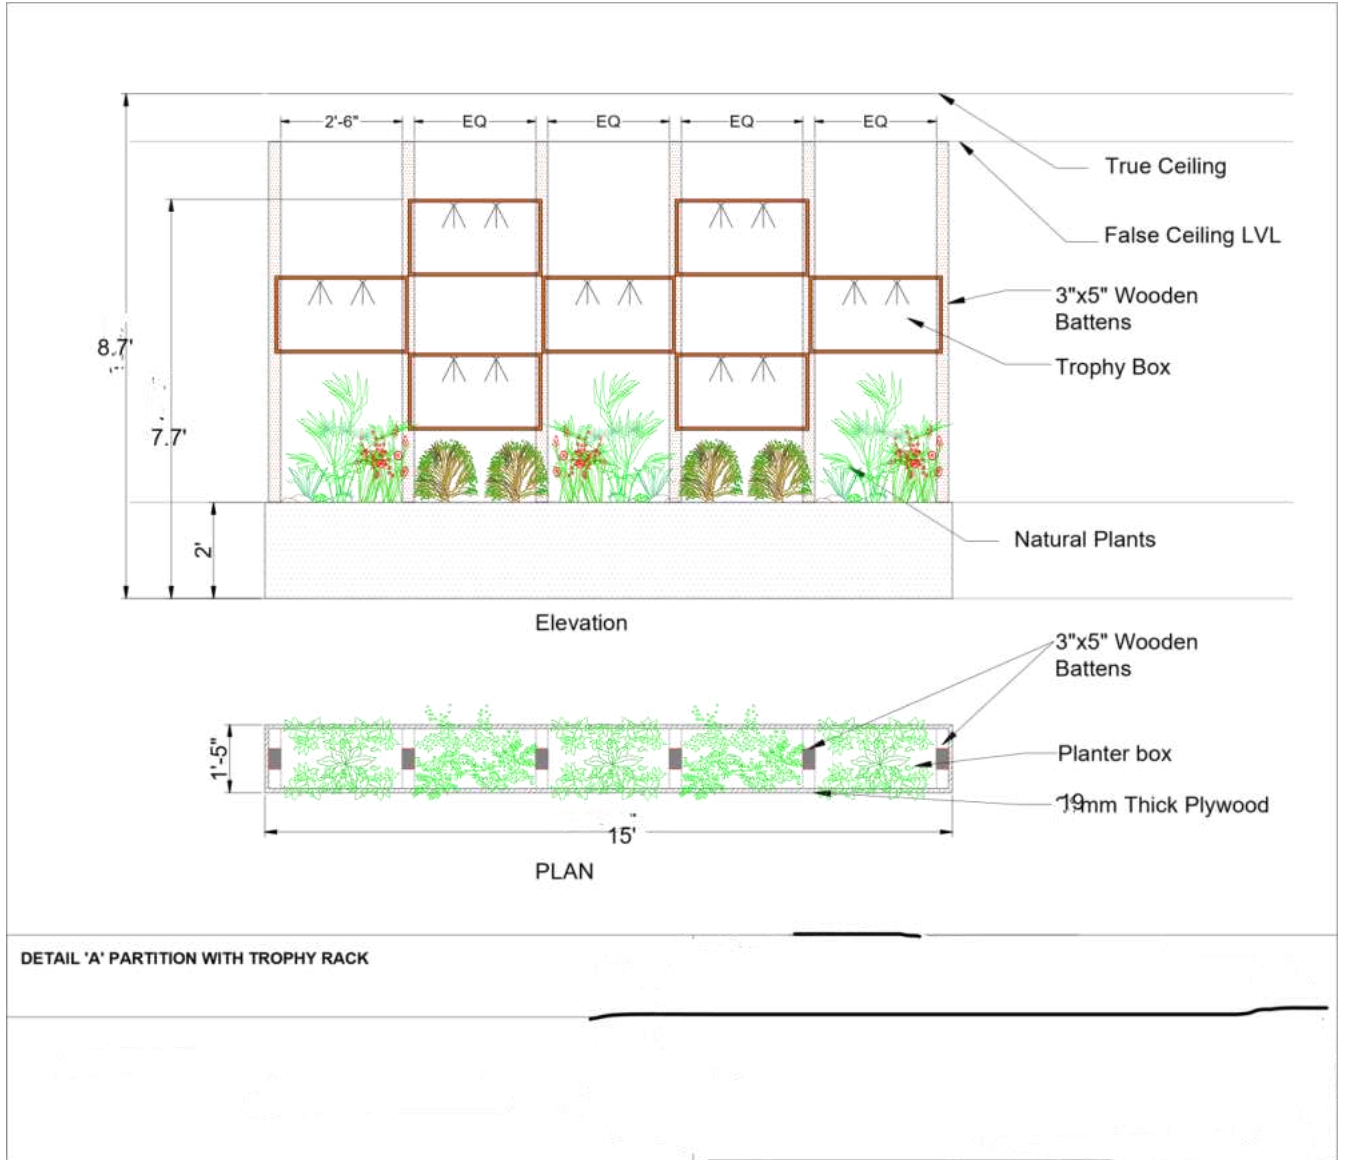 2'-6"
EQ
EQ
EQ
EQ
True Ceiling
False Ceiling LVL
3"x5" Wooden
Battens
8.7'
Trophy Box
7.7'
Natural Plants
2'
Elevation
3"x5" Wooden
Battens
1'-5"
Planter box
19mm Thick Plywood
15'
PLAN
DETAIL 'A' PARTITION WITH TROPHY RACK